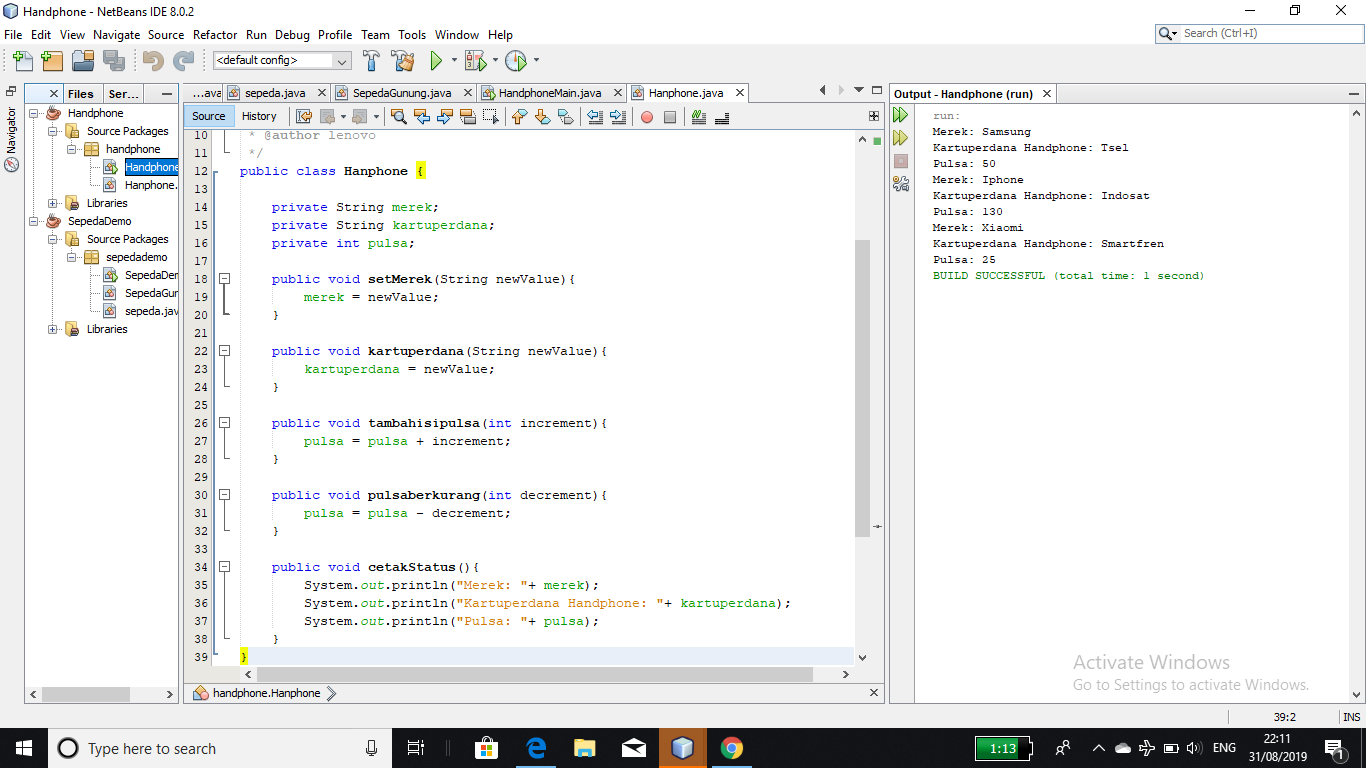 Handphone - NetBeans IDE 8.0.2
File Edit View Navigate Source Refactor Run Debug Profile Team Tools Window Help
Search (Ctrl+I)
<default config>
Files Ser...
...ava sepeda.java SepedaGunung.java HandphoneMain.java Hanphone.java
Output - Handphone (run)
Navigator
Handphone
Source Packages
handphone
Handphone
Hanphone.
Libraries
SepedaDemo
Source Packages
sepedademo
SepedaDer
SepedaGur
sepeda.jav
Libraries
Source History
10 * @author lenovo
11 */
12 public class Hanphone {
13
14 private String merek;
15 private String kartuperdana;
16 private int pulsa;
17
18 public void setMerek(String newValue){
19 merek = newValue;
20 }
21
22 public void kartuperdana(String newValue){
23 kartuperdana = newValue;
24 }
25
26 public void tambahisipulsa(int increment){
27 pulsa = pulsa + increment;
28 }
29
30 public void pulsaberkurang(int decrement){
31 pulsa = pulsa - decrement;
32 }
33
34 public void cetakStatus(){
35 System.out.println("Merek: "+ merek);
36 System.out.println("Kartuperdana Handphone: "+ kartuperdana);
37 System.out.println("Pulsa: "+ pulsa);
38 }
39 }
handphone.Hanphone
run:
Merek: Samsung
Kartuperdana Handphone: Tsel
Pulsa: 50
Merek: Iphone
Kartuperdana Handphone: Indosat
Pulsa: 130
Merek: Xiaomi
Kartuperdana Handphone: Smartfren
Pulsa: 25
BUILD SUCCESSFUL (total time: 1 second)
Activate Windows
Go to Settings to activate Windows.
39:2 INS
Type here to search
1:13
ENG
22:11
31/08/2019
1